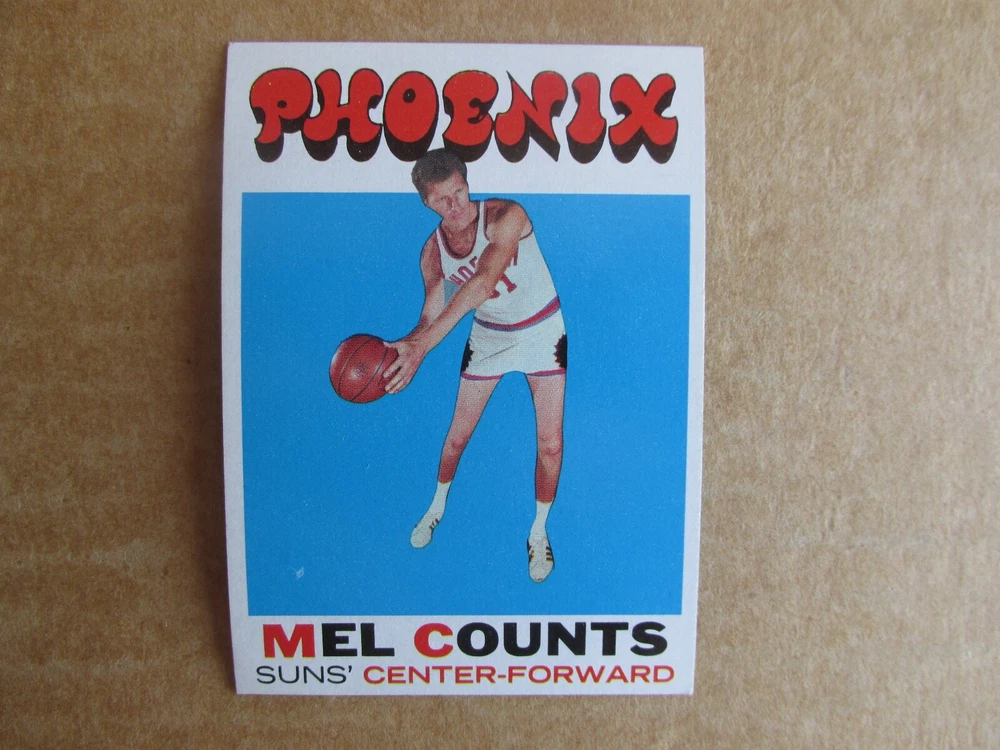 PHOENIX
MEL COUNTS
SUNS' CENTER-FORWARD